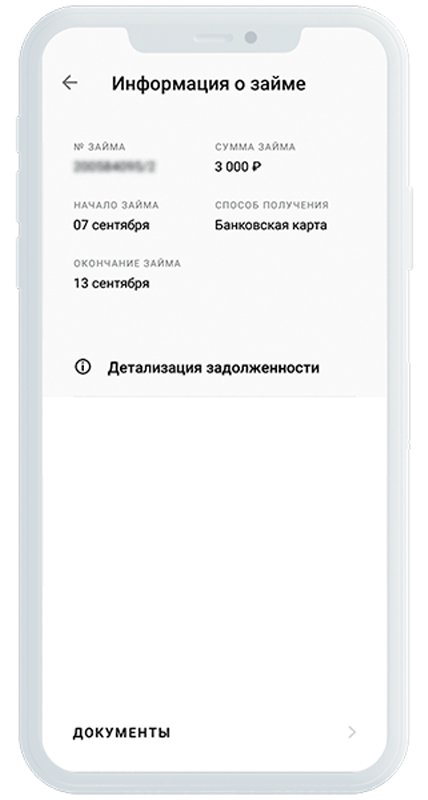 Информация о займе
№ ЗАЙМА
СУММА ЗАЙМА
3 000 ₽
НАЧАЛО ЗАЙМА
СПОСОБ ПОЛУЧЕНИЯ
07 сентября
Банковская карта
ОКОНЧАНИЕ ЗАЙМА
13 сентября
Детализация задолженности
ДОКУМЕНТЫ